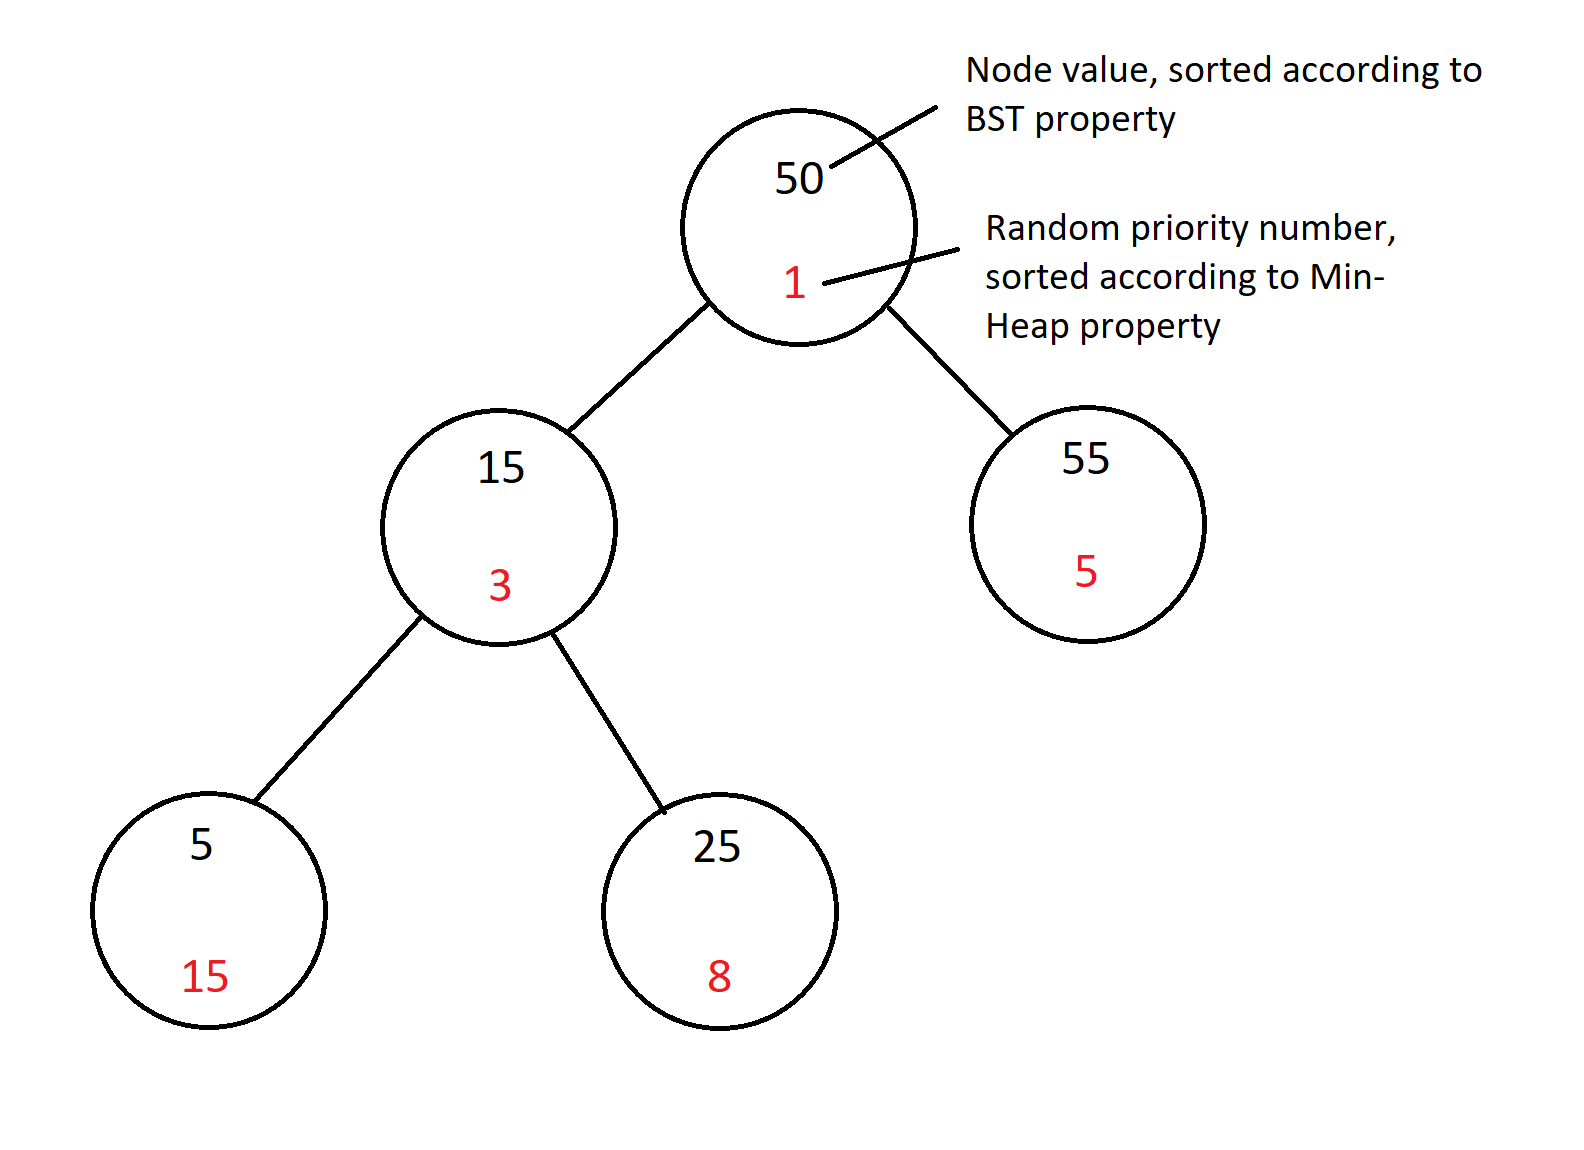 Node value, sorted according to
BST property
50
Random priority number,
sorted according to Min-
Heap property
1
15
55
3
5
5
25
15
8